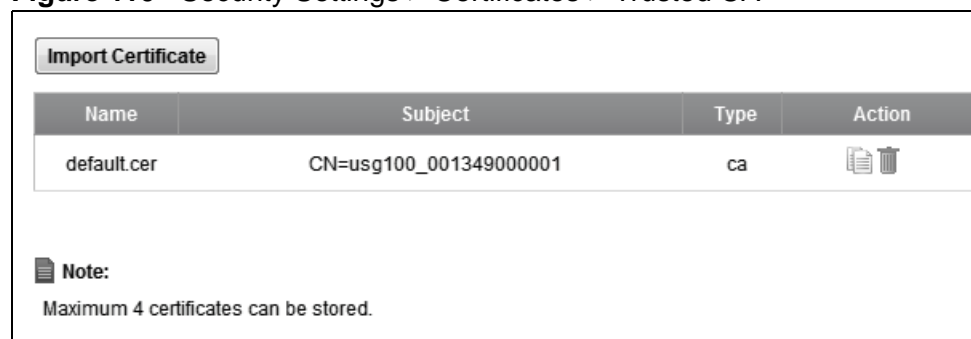 Import Certificate
Name Subject Type Action
default.cer CN=usg100_001349000001 ca
Note:
Maximum 4 certificates can be stored.